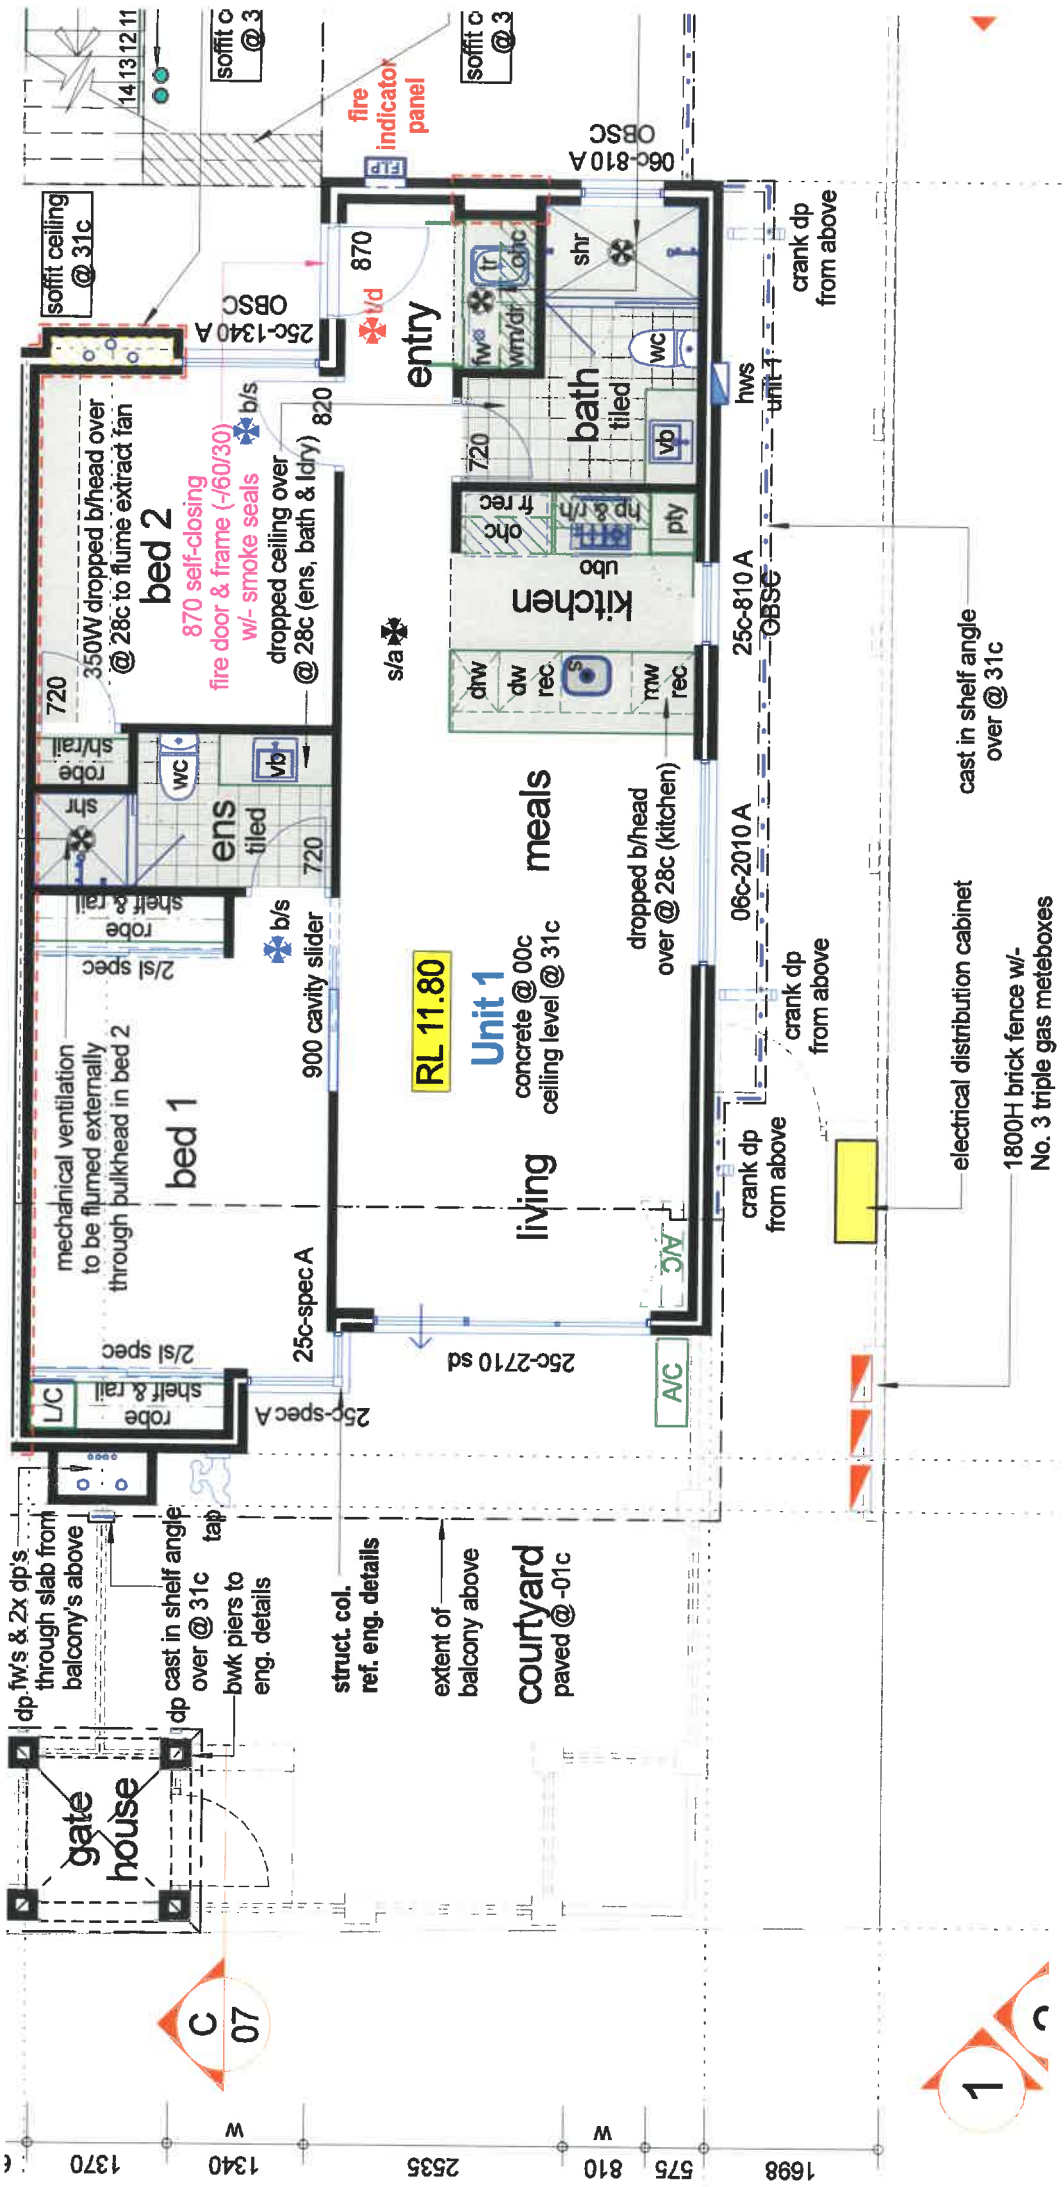 14 13 12 11
soffit c
@ 3
soffit c
@ 3
soffit ceiling
@ 31c
fire
indicator
panel
F.I.P
06c-810 A
OBSC
25c-1340 A
OBSC
870
t/d
entry
fw
tr
ohc
wm/dr
shr
crank dp
from above
350W dropped b/head over
@ 28c to flume extract fan
bed 2
870 self-closing
fire door & frame (-/60/30)
w/- smoke seals
b/s
820
dropped ceiling over
@ 28c (ens, bath & ldry)
720
bath
tiled
wc
vb
hws
unit 1
720
robe
sh/rail
s/a
ohc
fr rec
hp & r/h
ubo
pty
kitchen
25c-810 A
OBSC
cast in shelf angle
over @ 31c
shr
wc
vb
ens
tiled
720
drw
dw
rec
s
mw
rec
meals
dropped b/head
over @ 28c (kitchen)
06c-2010 A
robe
shelf & rail
2/sl spec
b/s
900 cavity slider
mechanical ventilation
to be flumed externally
through bulkhead in bed 2
bed 1
RL 11.80
Unit 1
concrete @ 00c
ceiling level @ 31c
living
crank dp
from above
electrical distribution cabinet
crank dp
from above
1800H brick fence w/-
No. 3 triple gas meteboxes
2/sl spec
L/C
robe
shelf & rail
25c-spec A
25c-spec A
25c-2710 sd
A/C
A/C
dp
fw's & 2x dp's
through slab from
balcony's above
tap
dp
cast in shelf angle
over @ 31c
bwk piers to
eng. details
struct. col.
ref. eng. details
extent of
balcony above
courtyard
paved @ -01c
gate
house
C
07
1
1370
1340
W
2535
810
W
575
1698